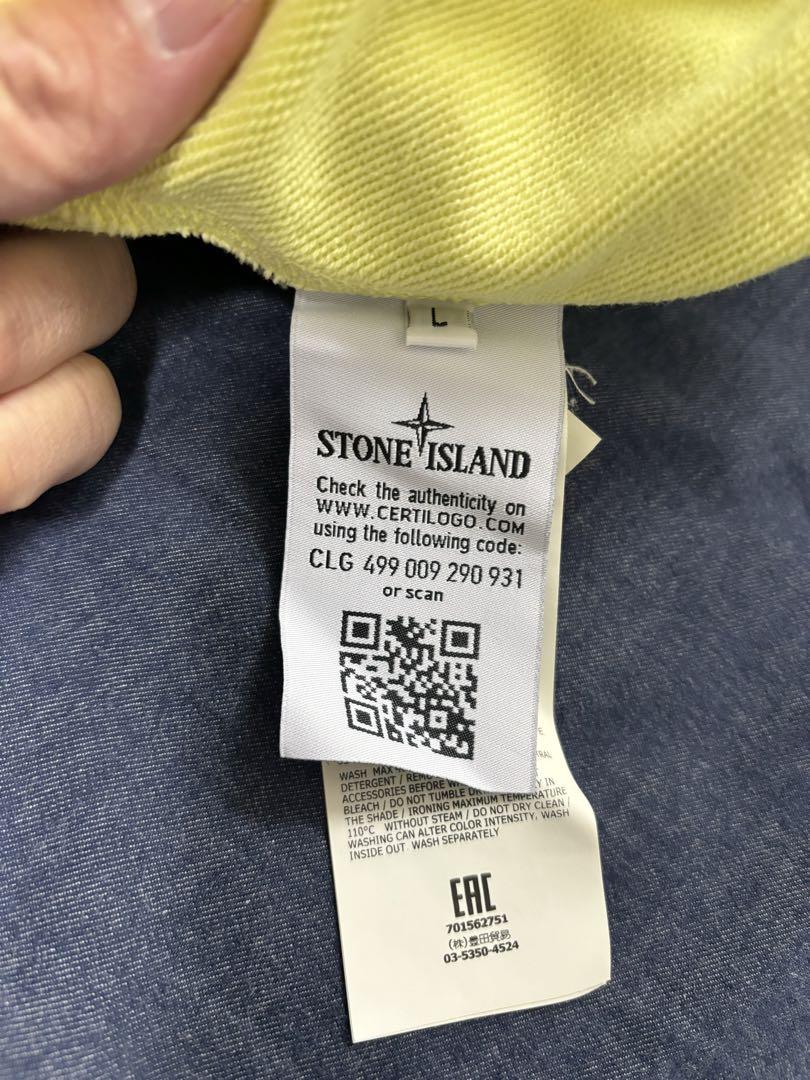 L
STONE ISLAND
Check the authenticity on
WWW.CERTILOGO.COM
using the following code:
CLG 499 009 290 931
or scan
E
WASH MAX
DETERGENT / REMO
ACCESSORIES BEFORE W
Y IN
BLEACH / DO NOT TUMBLE
THE SHADE / IRONING MAXIMUM TEMPERATURE
110°C WITHOUT STEAM / DO NOT DRY CLEAN /
WASHING CAN ALTER COLOR INTENSITY, WASH
INSIDE OUT WASH SEPARATELY
EAC
701562751
(株)豊田貿易
03-5350-4524